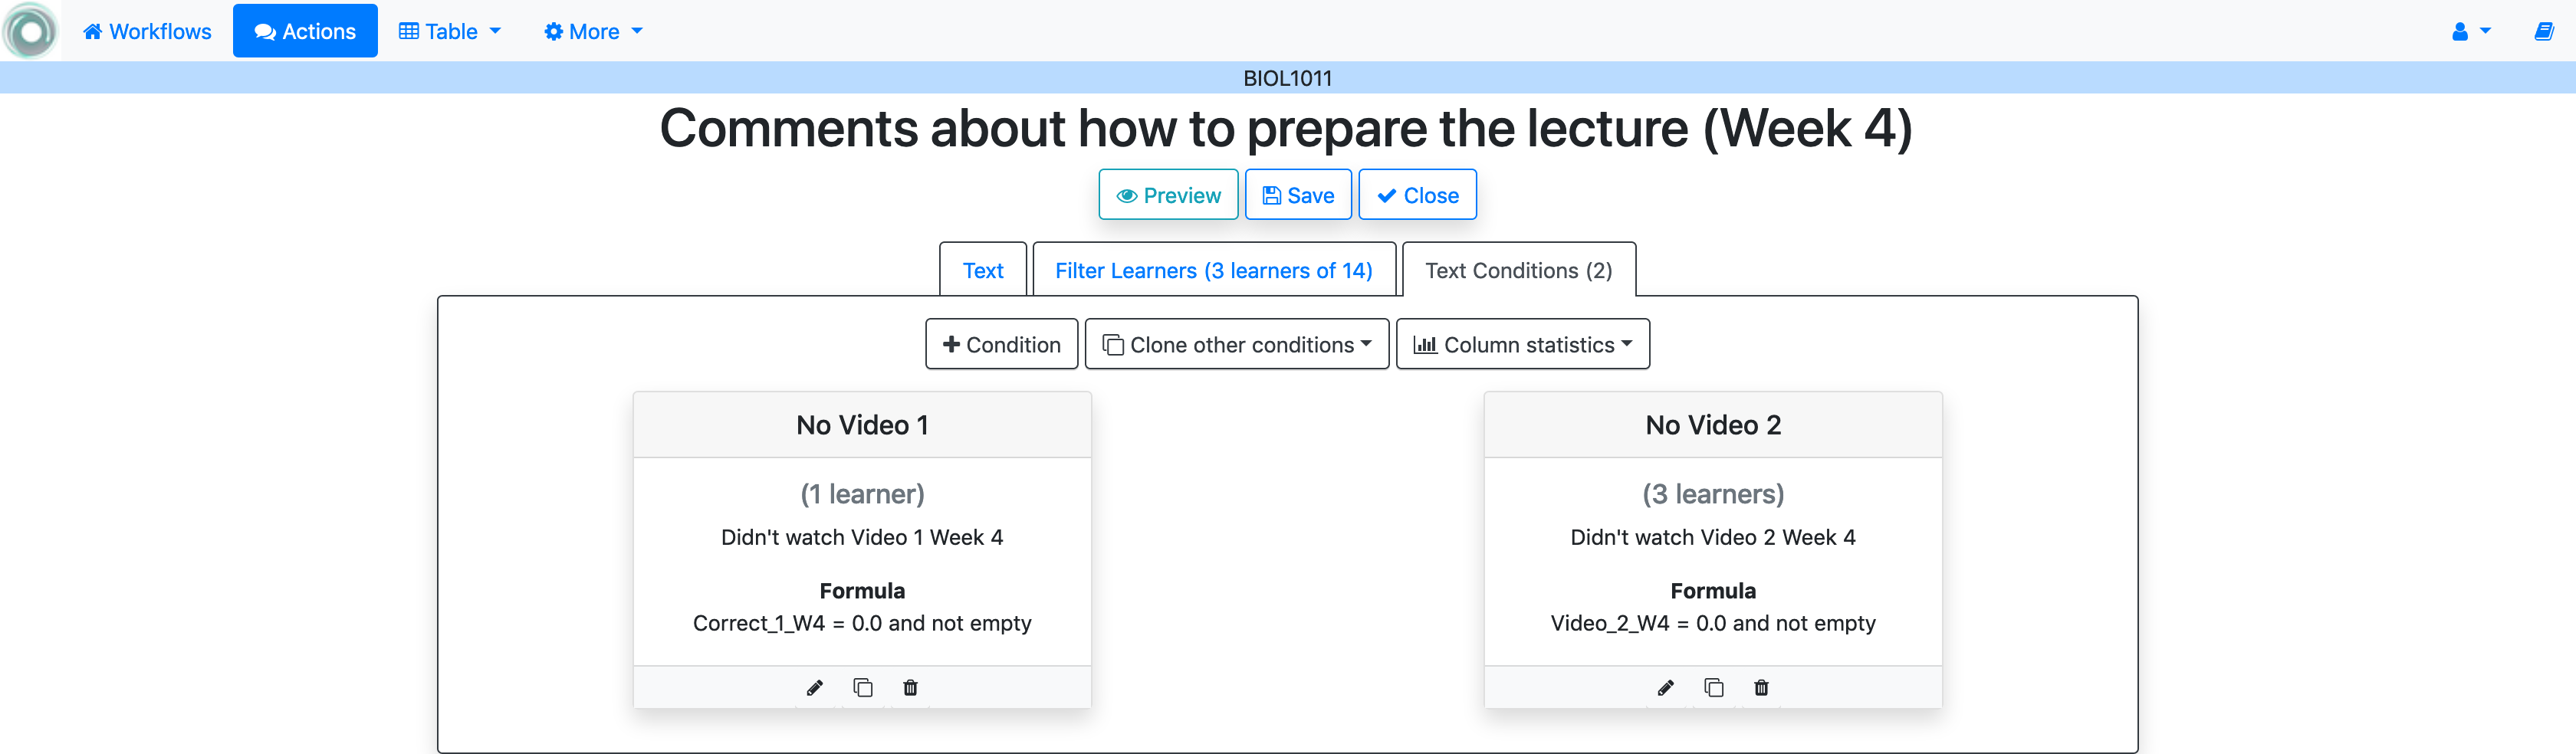 Workflows Actions Table More
BIOL1011
Comments about how to prepare the lecture (Week 4)
Preview Save Close
Text Filter Learners (3 learners of 14) Text Conditions (2)
Condition Clone other conditions Column statistics
No Video 1
(1 learner)
Didn't watch Video 1 Week 4
Formula
Correct_1_W4 = 0.0 and not empty
No Video 2
(3 learners)
Didn't watch Video 2 Week 4
Formula
Video_2_W4 = 0.0 and not empty